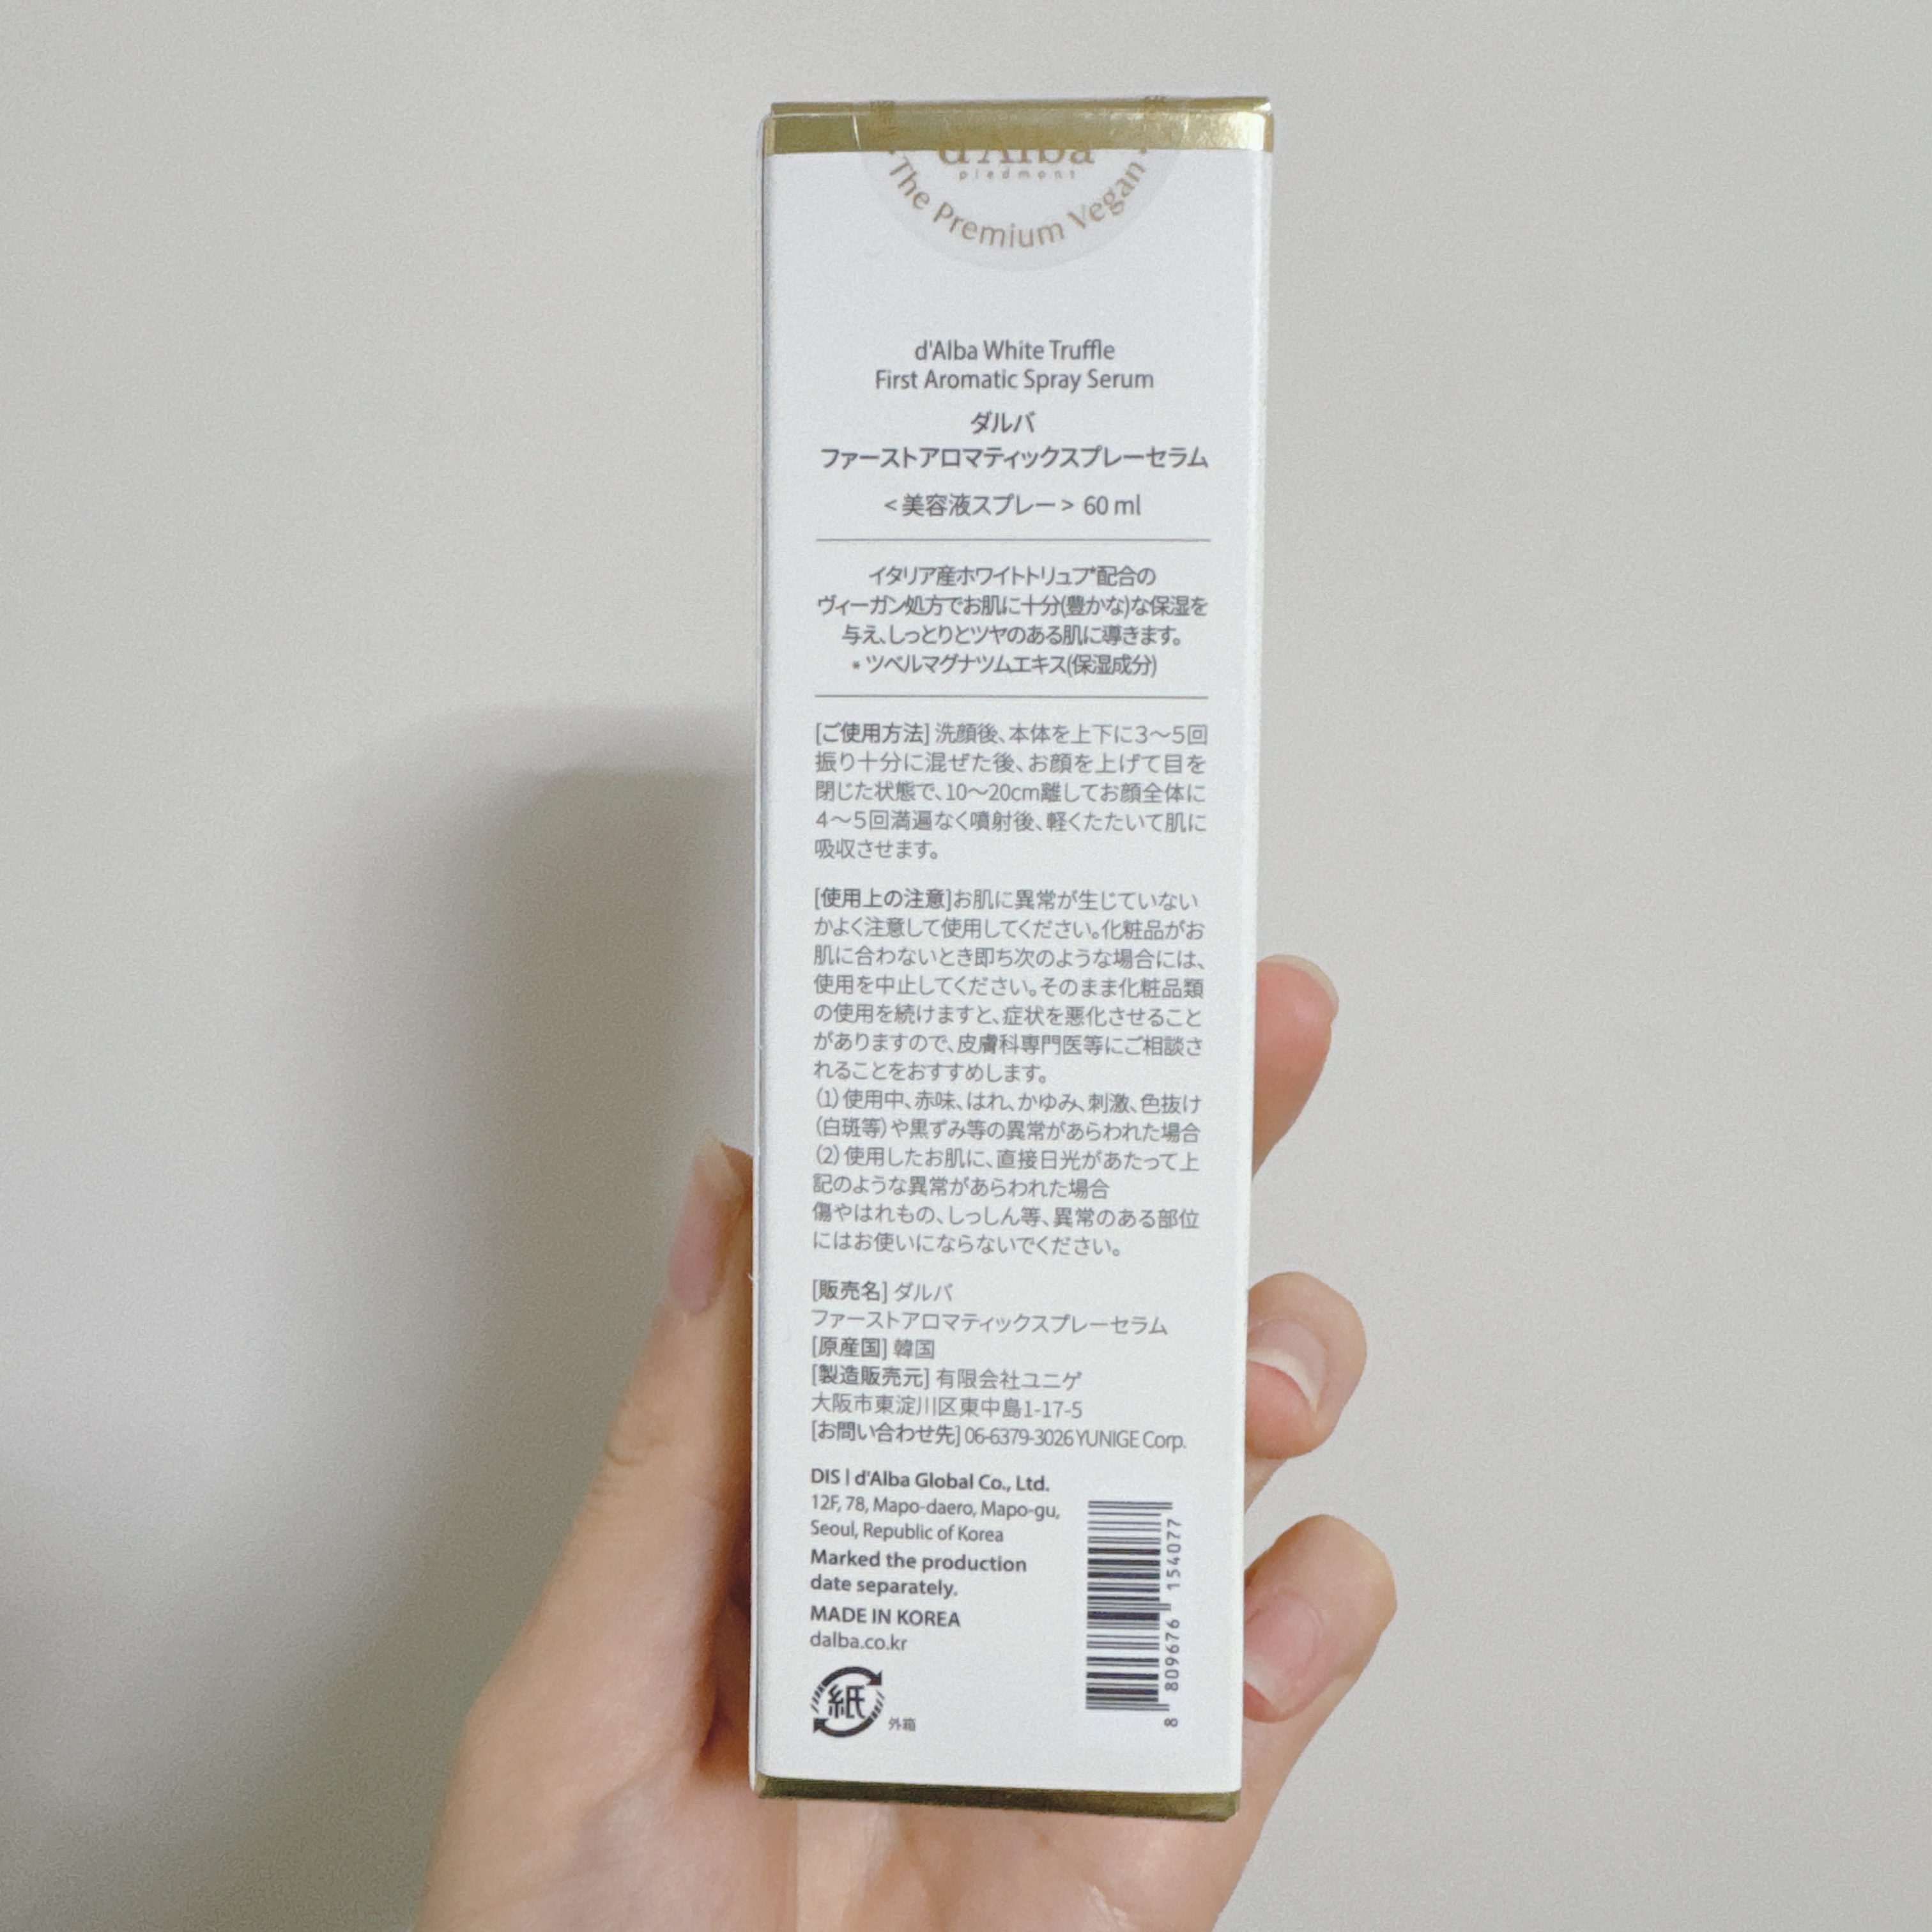 d'Alba
piedmont
The Premium Vegan
d'Alba White Truffle
First Aromatic Spray Serum
ダルバ
ファーストアロマティックスプレーセラム
<美容液スプレー> 60 ml
イタリア産ホワイトトリュフ*配合の
ヴィーガン処方でお肌に十分(豊かな)な保湿を
与え、しっとりとツヤのある肌に導きます。
* ツベルマグナツムエキス(保湿成分)
[ご使用方法] 洗顔後、本体を上下に3〜5回
振り十分に混ぜた後、お顔を上げて目を
閉じた状態で、10〜20cm離してお顔全体に
4〜5回満遍なく噴射後、軽くたたいて肌に
吸収させます。
[使用上の注意]お肌に異常が生じていない
かよく注意して使用してください。化粧品がお
肌に合わないとき即ち次のような場合には、
使用を中止してください。そのまま化粧品類
の使用を続けますと、症状を悪化させること
がありますので、皮膚科専門医等にご相談さ
れることをおすすめします。
(1) 使用中、赤味、はれ、かゆみ、刺激、色抜け
(白斑等)や黒ずみ等の異常があらわれた場合
(2) 使用したお肌に、直接日光があたって上
記のような異常があらわれた場合
傷やはれもの、しっしん等、異常のある部位
にはお使いにならないでください。
[販売名] ダルバ
ファーストアロマティックスプレーセラム
[原産国] 韓国
[製造販売元] 有限会社ユニゲ
大阪市東淀川区東中島1-17-5
[お問い合わせ先] 06-6379-3026 YUNIGE Corp.
DIS | d'Alba Global Co., Ltd.
12F, 78, Mapo-daero, Mapo-gu,
Seoul, Republic of Korea
Marked the production
date separately.
MADE IN KOREA
dalba.co.kr
紙
外箱
8 809676 154077